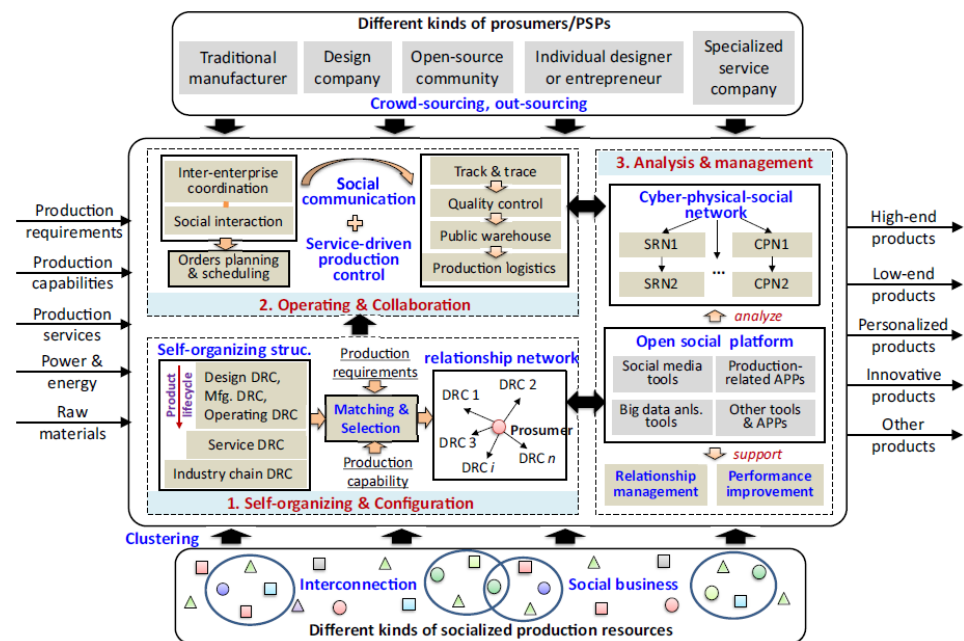 Different kinds of prosumers/PSPs
Traditional
manufacturer
Design
company
Open-source
community
Individual designer
or entrepreneur
Specialized
service
company
Crowd-sourcing, out-sourcing
Production
requirements
Production
capabilities
Production
services
Power &
energy
Raw
materials
Inter-enterprise
coordination
Social interaction
Orders planning
& scheduling
Social
communication
Service-driven
production
control
Track & trace
Quality control
Public warehouse
Production logistics
2. Operating & Collaboration
Self-organizing struc.
Product
lifecycle
Design DRC,
Mfg. DRC,
Operating DRC
Service DRC
Industry chain DRC
Production
requirements
Matching &
Selection
Production
capability
relationship network
DRC 1
DRC 2
DRC 3
Prosumer
DRC i
DRC n
1. Self-organizing & Configuration
3. Analysis & management
Cyber-physical-social
network
SRN1
CPN1
...
SRN2
CPN2
analyze
Open social platform
Social media
tools
Production-
related APPs
Big data anls.
tools
Other tools
& APPs
support
Relationship
management
Performance
improvement
High-end
products
Low-end
products
Personalized
products
Innovative
products
Other
products
Clustering
Interconnection
Social business
Different kinds of socialized production resources